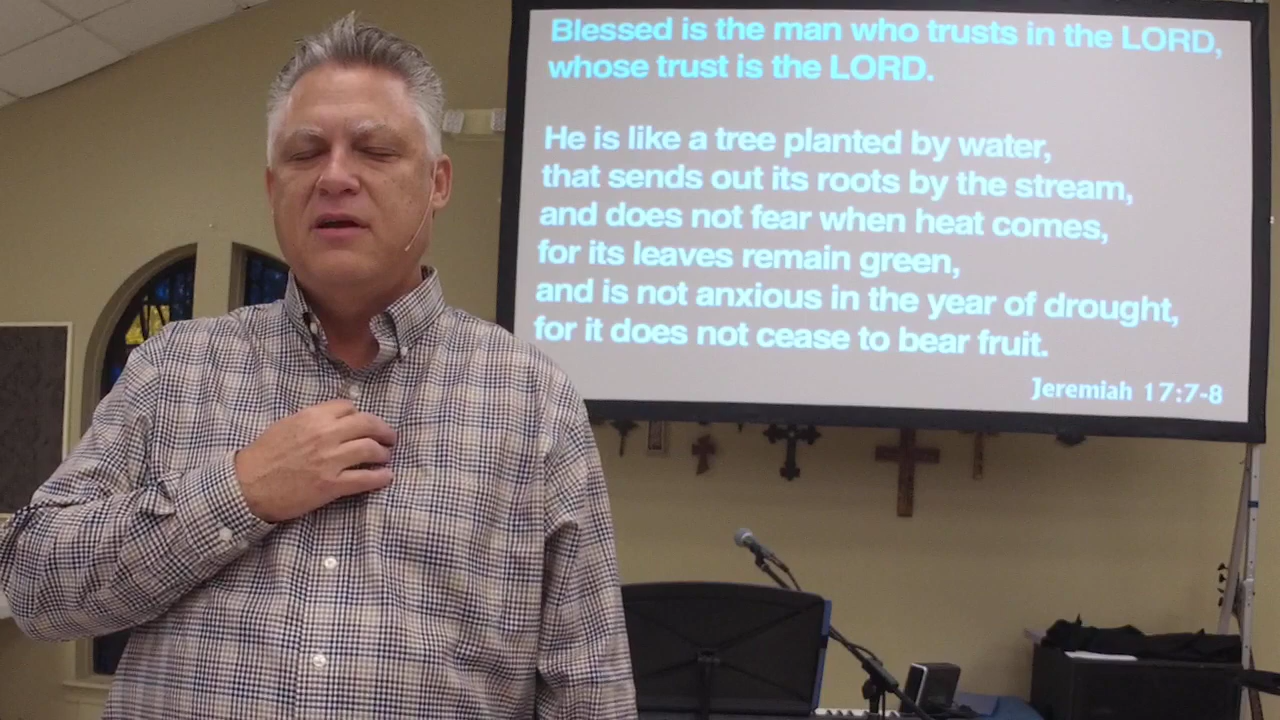 Blessed is the man who trusts in the LORD,
whose trust is the LORD.
He is like a tree planted by water,
that sends out its roots by the stream,
and does not fear when heat comes,
for its leaves remain green,
and is not anxious in the year of drought,
for it does not cease to bear fruit.
Jeremiah 17:7-8